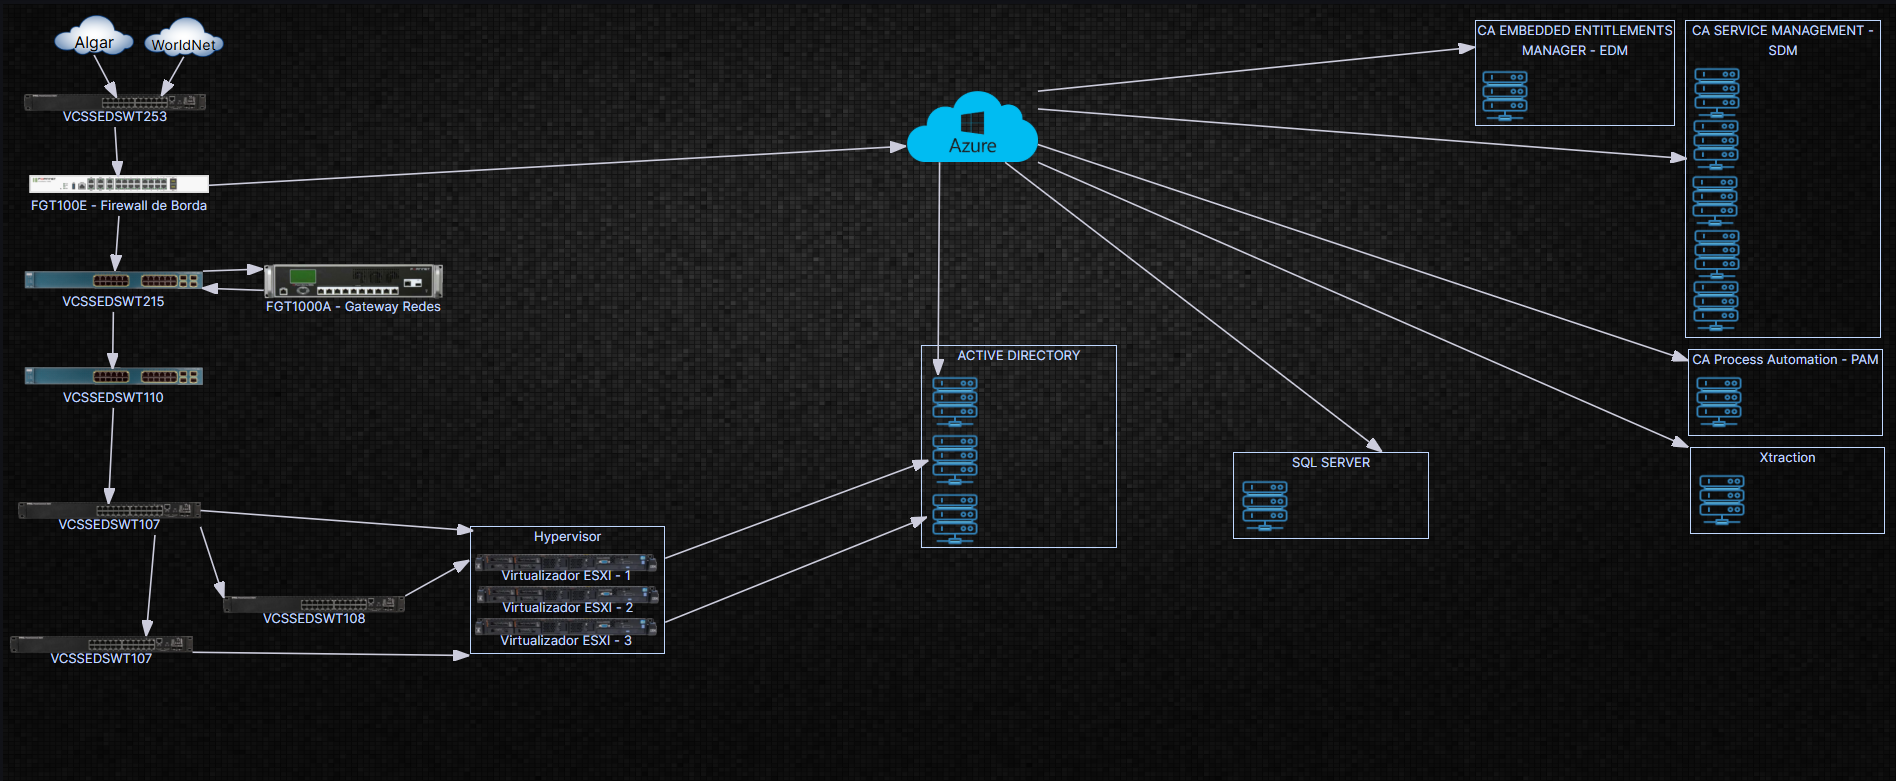 Algar
WorldNet
VCSSEDSWT253
FGT100E - Firewall de Borda
VCSSEDSWT215
FGT1000A - Gateway Redes
VCSSEDSWT110
VCSSEDSWT107
VCSSEDSWT108
VCSSEDSWT107
Hypervisor
Virtualizador ESXI - 1
Virtualizador ESXI - 2
Virtualizador ESXI - 3
Azure
ACTIVE DIRECTORY
SQL SERVER
CA EMBEDDED ENTITLEMENTS
MANAGER - EDM
CA SERVICE MANAGEMENT -
SDM
CA Process Automation - PAM
Xtraction